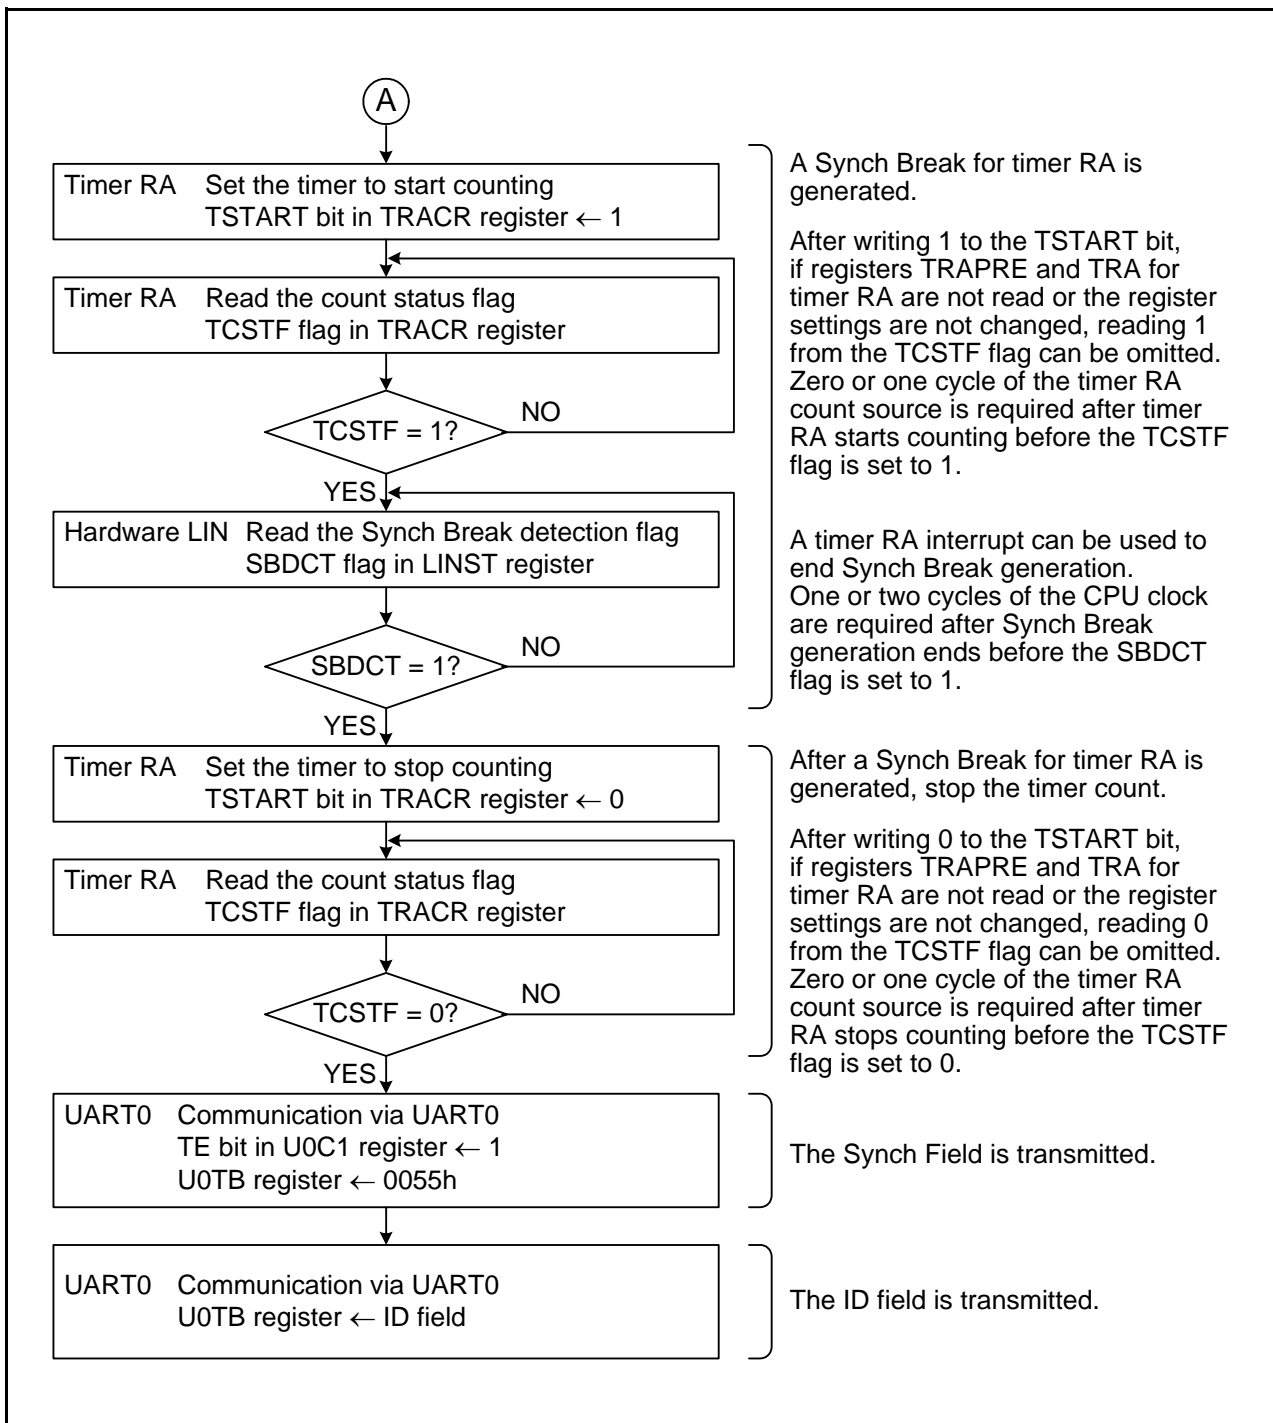 A
Timer RA Set the timer to start counting
TSTART bit in TRACR register ← 1
Timer RA Read the count status flag
TCSTF flag in TRACR register
TCSTF = 1?
NO
YES
Hardware LIN Read the Synch Break detection flag
SBDCT flag in LINST register
SBDCT = 1?
NO
YES
A Synch Break for timer RA is
generated.
After writing 1 to the TSTART bit,
if registers TRAPRE and TRA for
timer RA are not read or the register
settings are not changed, reading 1
from the TCSTF flag can be omitted.
Zero or one cycle of the timer RA
count source is required after timer
RA starts counting before the TCSTF
flag is set to 1.
A timer RA interrupt can be used to
end Synch Break generation.
One or two cycles of the CPU clock
are required after Synch Break
generation ends before the SBDCT
flag is set to 1.
Timer RA Set the timer to stop counting
TSTART bit in TRACR register ← 0
Timer RA Read the count status flag
TCSTF flag in TRACR register
TCSTF = 0?
NO
YES
After a Synch Break for timer RA is
generated, stop the timer count.
After writing 0 to the TSTART bit,
if registers TRAPRE and TRA for
timer RA are not read or the register
settings are not changed, reading 0
from the TCSTF flag can be omitted.
Zero or one cycle of the timer RA
count source is required after timer
RA stops counting before the TCSTF
flag is set to 0.
UART0 Communication via UART0
TE bit in U0C1 register ← 1
U0TB register ← 0055h
The Synch Field is transmitted.
UART0 Communication via UART0
U0TB register ← ID field
The ID field is transmitted.